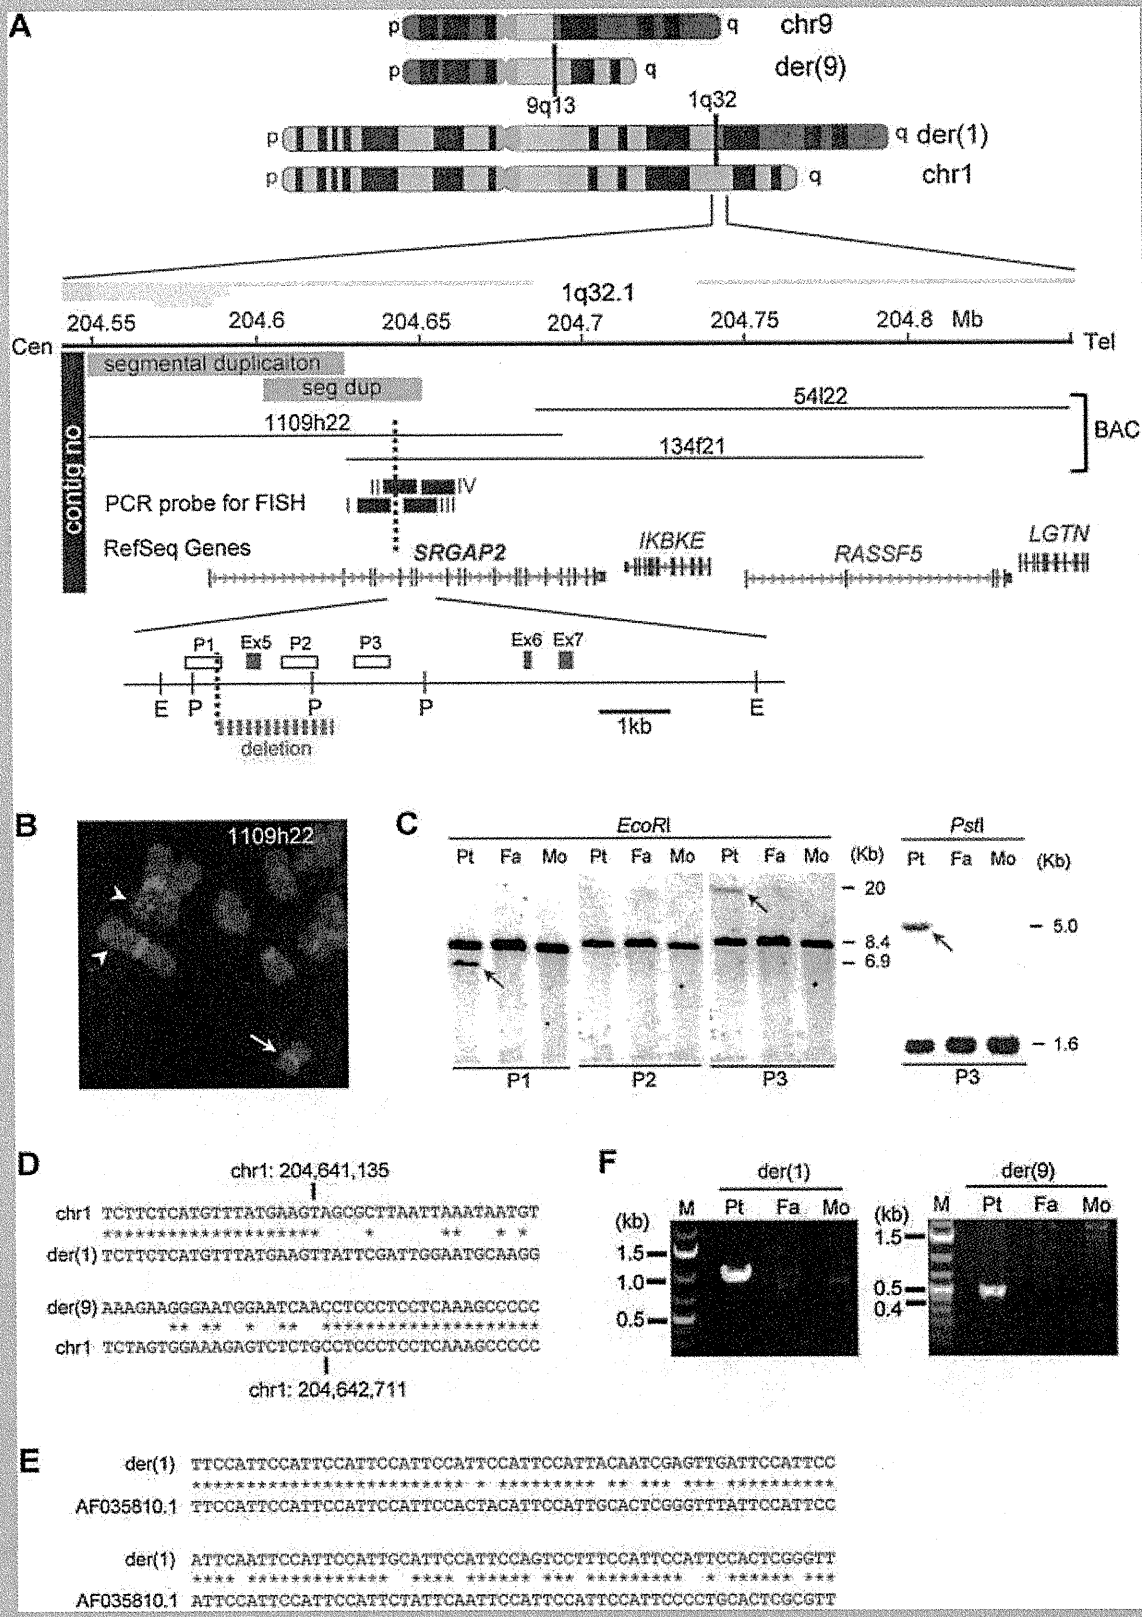 A
p q chr9
p q der(9)
9q13 1q32
p q der(1)
p q chr1
1q32.1
204.55 204.6 204.65 204.7 204.75 204.8 Mb
Cen Tel
contig no
segmental duplicaiton
seg dup
54l22
1109h22
BAC
134f21
II IV
PCR probe for FISH I III
RefSeq Genes
SRGAP2 IKBKE RASSF5 LGTN
P1 Ex5 P2 P3 Ex6 Ex7
E P P P E
deletion
1kb
B
1109h22
C
EcoRI PstI
Pt Fa Mo Pt Fa Mo Pt Fa Mo (Kb) Pt Fa Mo (Kb)
20
8.4
6.9
5.0
1.6
P1 P2 P3 P3
D
chr1: 204,641,135
chr1 TCTTCTCATGTTTATGAAGTAGCGCTTAATTAAATAATGT
******************** * ** * *
der(1) TCTTCTCATGTTTATGAAGTTATTCGATTGGAATGCAAGG
der(9) AAAGAAGGGAATGGAATCAACCTCCCTCCTCAAAGCCCCC
** ** * ** ********************
chr1 TCTAGTGGAAAGAGTCTCTGCCTCCCTCCTCAAAGCCCCC
chr1: 204,642,711
F
der(1) der(9)
(kb) M Pt Fa Mo (kb) M Pt Fa Mo
1.5
1.0
0.5
1.5
0.5
0.4
E
der(1) TTCCATTCCATTCCATTCCATTCCATTCCATTCCATTACAATCGAGTTGATTCCATTCC
AF035810.1 TTCCATTCCATTCCATTCCATTCCACTACATTCCATTGCACTCGGGTTTATTCCATTCC
der(1) ATTCAATTCCATTCCATTGCATTCCATTCCAGTCCTTTCCATTCCATTCCACTCGGGTT
AF035810.1 ATTCCATTCCATTCCATTCTATTCAATTCCATTCCATTCCATTCCCCTGCACTCGCGTT